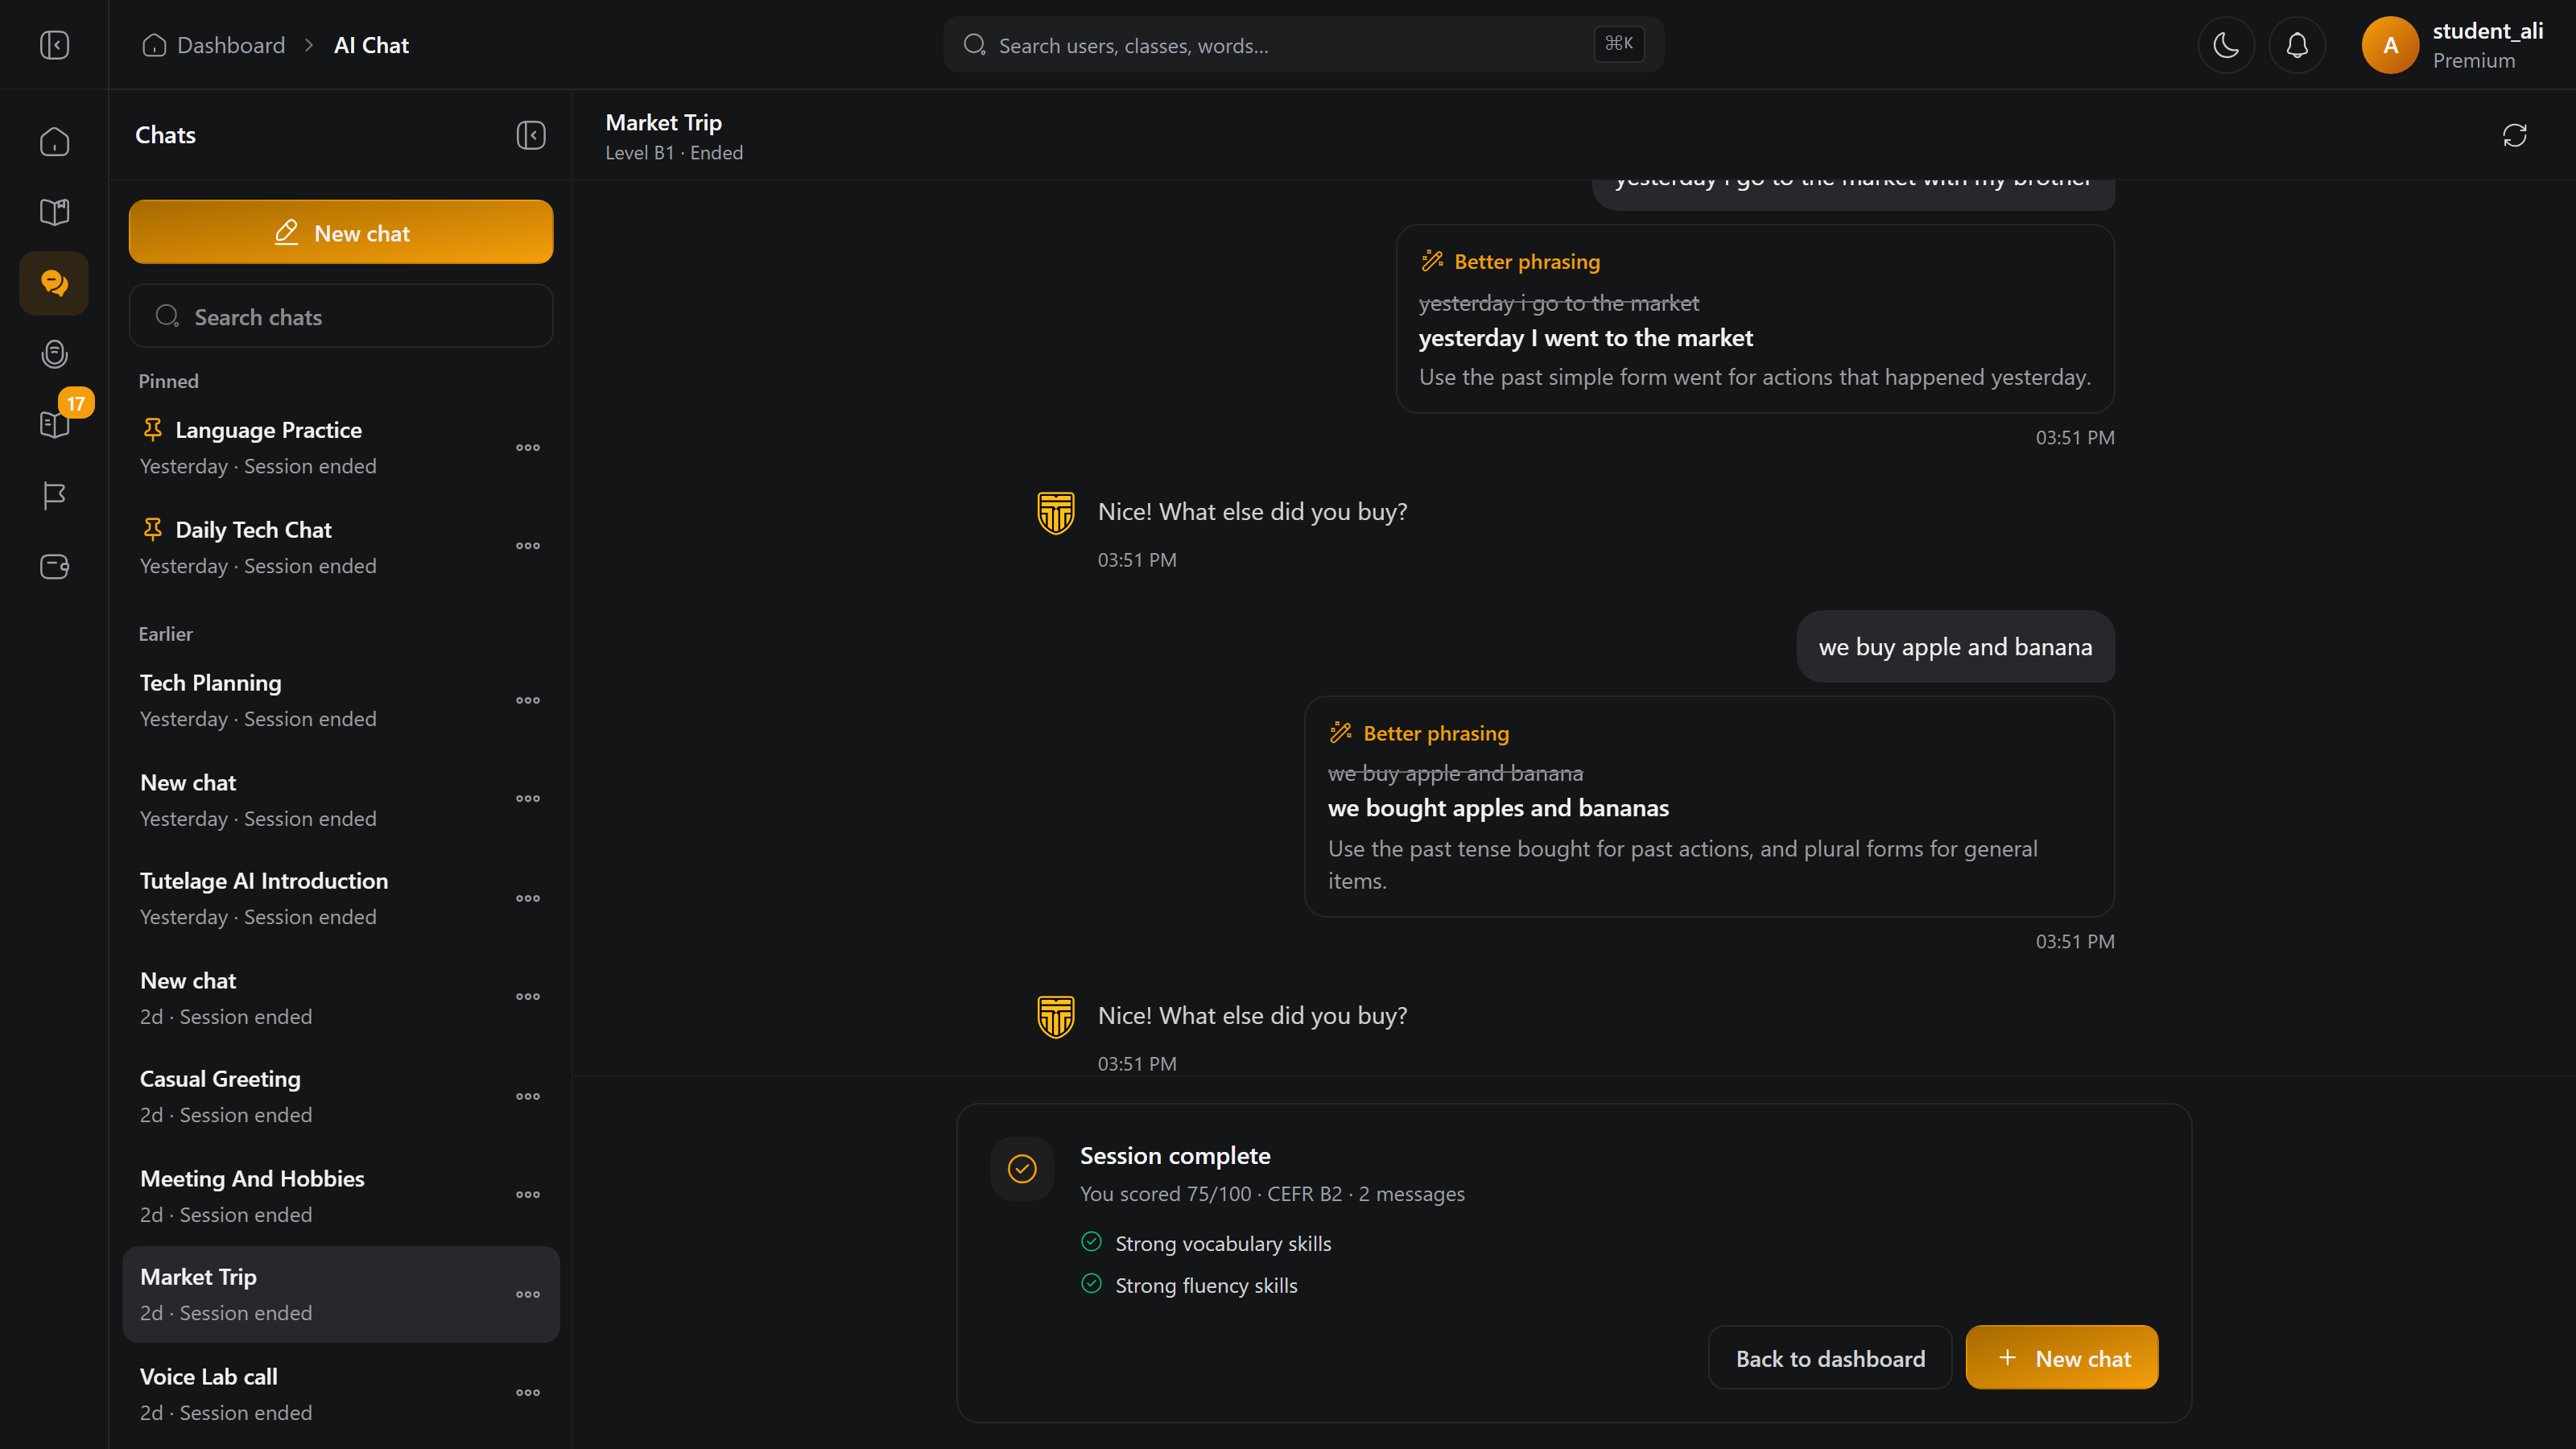 Dashboard
AI Chat
Search users, classes, words...
⌘K
A
student_ali
Premium
17
Chats
New chat
Search chats
Pinned
Language Practice
Yesterday · Session ended
Daily Tech Chat
Yesterday · Session ended
Earlier
Tech Planning
Yesterday · Session ended
New chat
Yesterday · Session ended
Tutelage AI Introduction
Yesterday · Session ended
New chat
2d · Session ended
Casual Greeting
2d · Session ended
Meeting And Hobbies
2d · Session ended
Market Trip
2d · Session ended
Voice Lab call
2d · Session ended
Market Trip
Level B1 · Ended
yesterday i go to the market with my brother
Better phrasing
yesterday i go to the market
yesterday I went to the market
Use the past simple form went for actions that happened yesterday.
03:51 PM
Nice! What else did you buy?
03:51 PM
we buy apple and banana
Better phrasing
we buy apple and banana
we bought apples and bananas
Use the past tense bought for past actions, and plural forms for general
items.
03:51 PM
Nice! What else did you buy?
03:51 PM
Session complete
You scored 75/100 · CEFR B2 · 2 messages
Strong vocabulary skills
Strong fluency skills
Back to dashboard
New chat